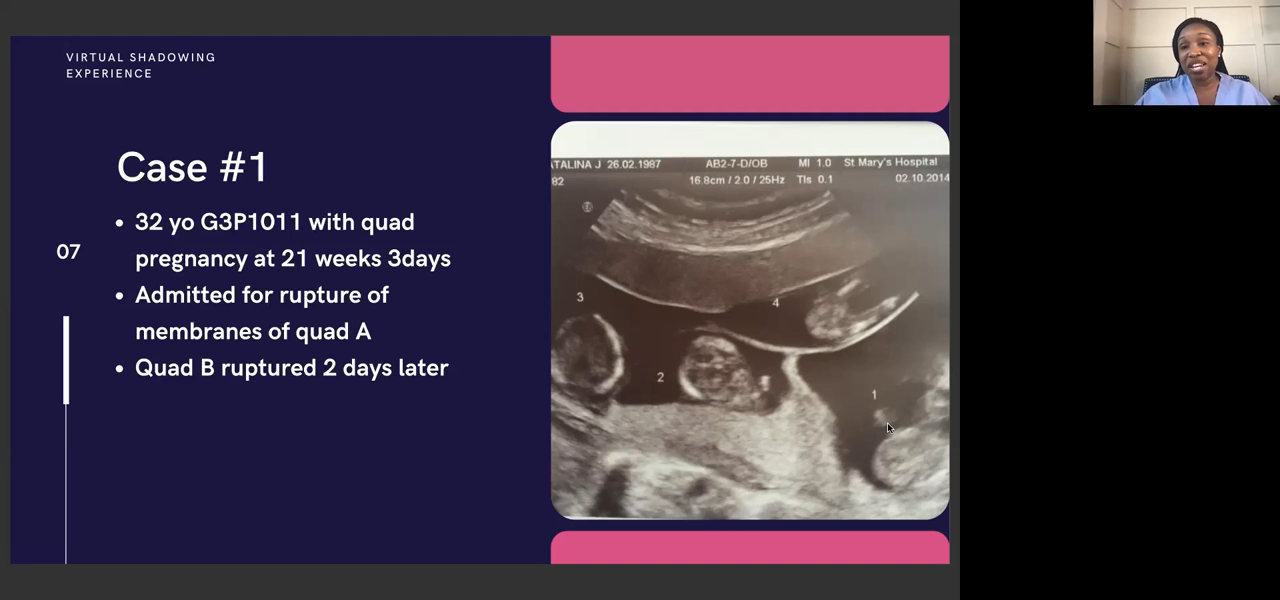 VIRTUAL SHADOWING
EXPERIENCE
Case #1
07
• 32 yo G3P1011 with quad
pregnancy at 21 weeks 3days
• Admitted for rupture of
membranes of quad A
• Quad B ruptured 2 days later
ATALINA J 26.02.1987 AB2-7-D/OB MI 1.0 St Mary's Hospital
82 16.8cm / 2.0 / 25Hz TIs 0.1 02.10.2014
3
4
2
1